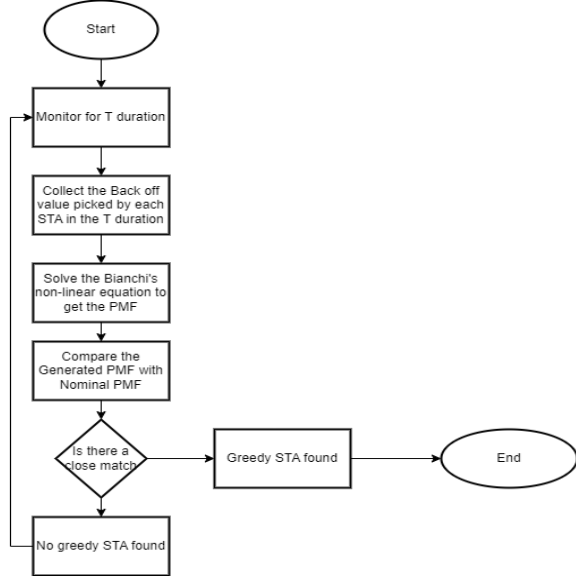 Start
Monitor for T duration
Collect the Back off
value picked by each
STA in the T duration
Solve the Bianchi's
non-linear equation to
get the PMF
Compare the
Generated PMF with
Nominal PMF
Is there a
close match
Greedy STA found
End
No greedy STA found